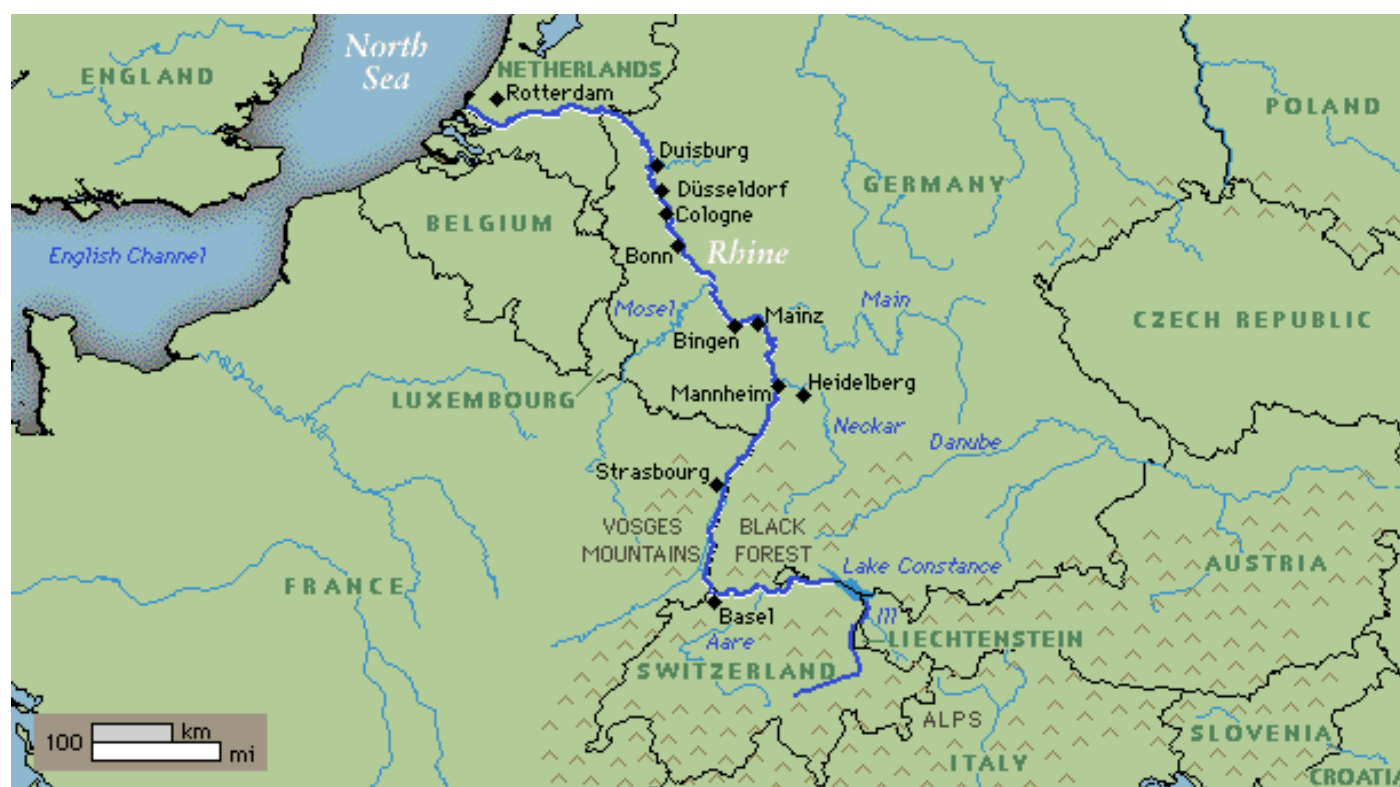 North
Sea
ENGLAND
NETHERLANDS
Rotterdam
POLAND
Duisburg
Düsseldorf
GERMANY
Cologne
BELGIUM
English Channel
Bonn
Rhine
Mosel
Main
Mainz
Bingen
CZECH REPUBLIC
LUXEMBOURG
Mannheim
Heidelberg
Neckar
Danube
Strasbourg
VOSGES
MOUNTAINS
BLACK
FOREST
Lake Constance
AUSTRIA
FRANCE
Basel
Ill
Aare
LIECHTENSTEIN
SWITZERLAND
ALPS
100 km
mi
SLOVENIA
ITALY
CROATIA